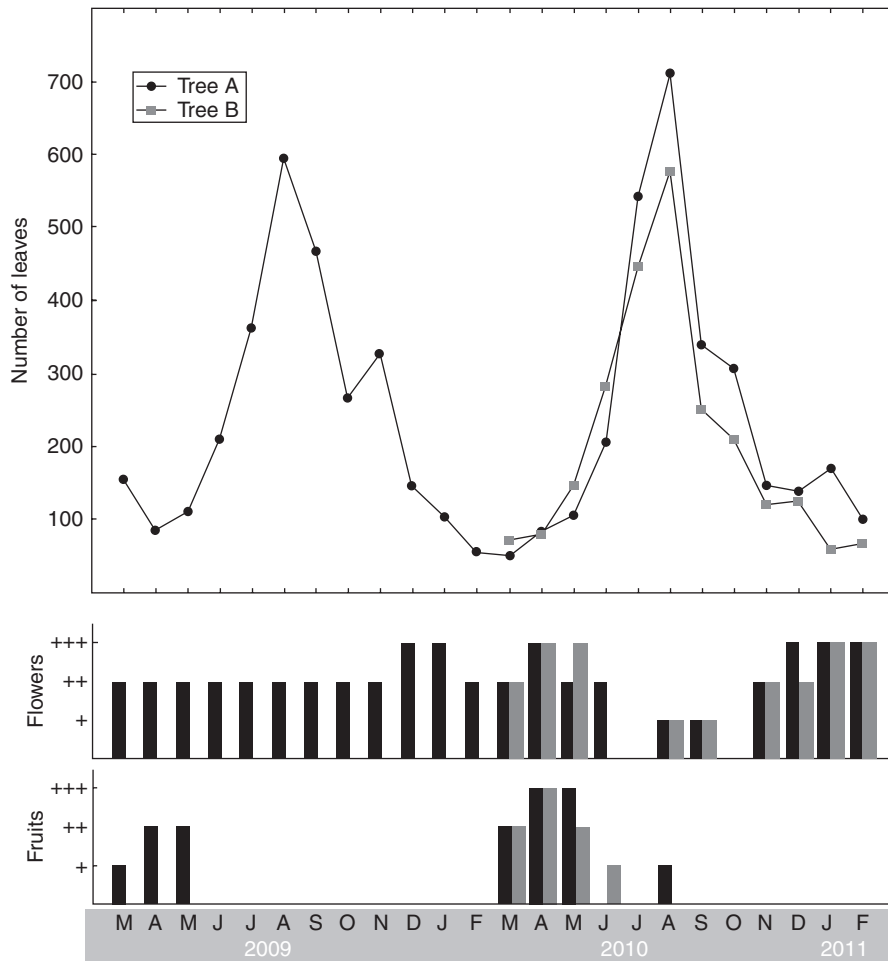 Tree A
Tree B
Number of leaves
700
600
500
400
300
200
100
Flowers
+++
++
+
Fruits
+++
++
+
M A M J J A S O N D J F M A M J J A S O N D J F
2009 2010 2011